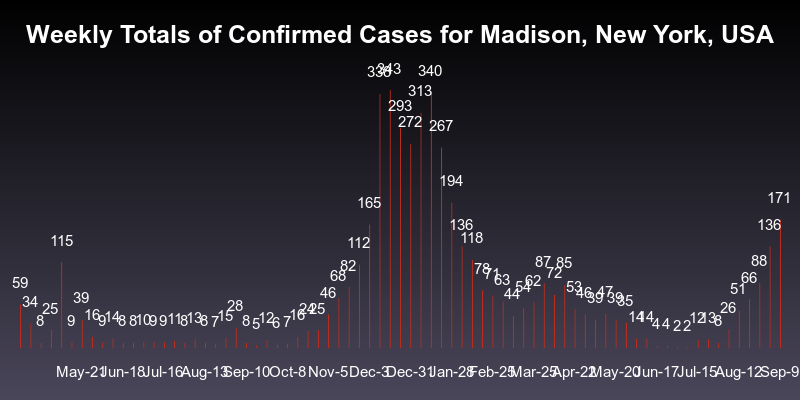 Weekly Totals of Confirmed Cases for Madison, New York, USA
59 34 8 25 115 9 39 16 9 14 8 8 10 9 9 11 8 13 8 7 15 28 8 5 12 6 7 16 24 25 46 68 82 112 165 338 343 293 272 313 340 267 194 136 118 78 71 63 44 54 62 87 72 85 53 46 39 47 39 35 14 14 4 4 2 2 12 13 8 26 51 66 88 136 171
May-21 Jun-18 Jul-16 Aug-13 Sep-10 Oct-8 Nov-5 Dec-3 Dec-31 Jan-28 Feb-25 Mar-25 Apr-22 May-20 Jun-17 Jul-15 Aug-12 Sep-9